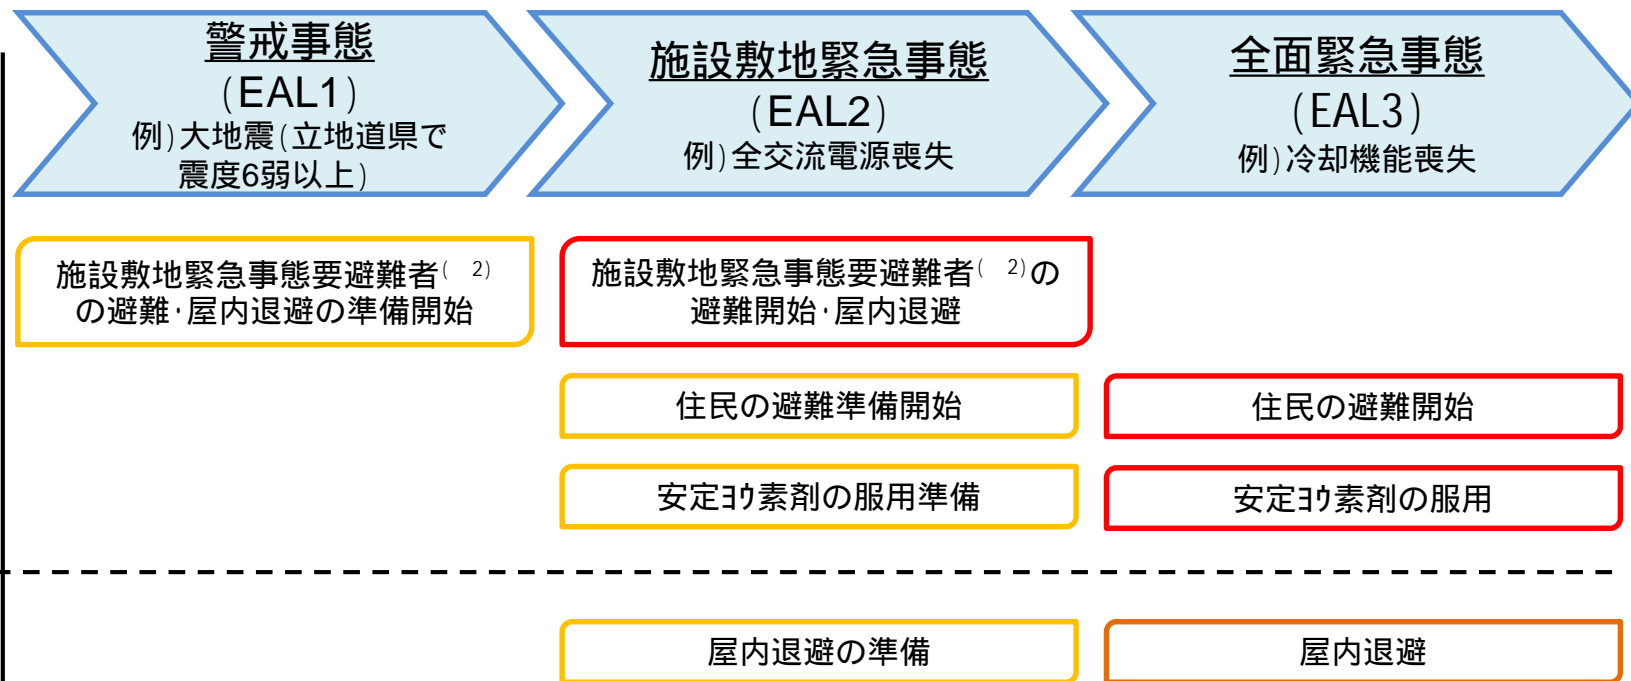 警戒事態
(EAL1)
例)大地震(立地道県で
震度6弱以上)
施設敷地緊急事態
(EAL2)
例)全交流電源喪失
全面緊急事態
(EAL3)
例)冷却機能喪失
施設敷地緊急事態要避難者( 2)
の避難・屋内退避の準備開始
施設敷地緊急事態要避難者( 2)の
避難開始・屋内退避
住民の避難準備開始
住民の避難開始
安定ヨウ素剤の服用準備
安定ヨウ素剤の服用
屋内退避の準備
屋内退避